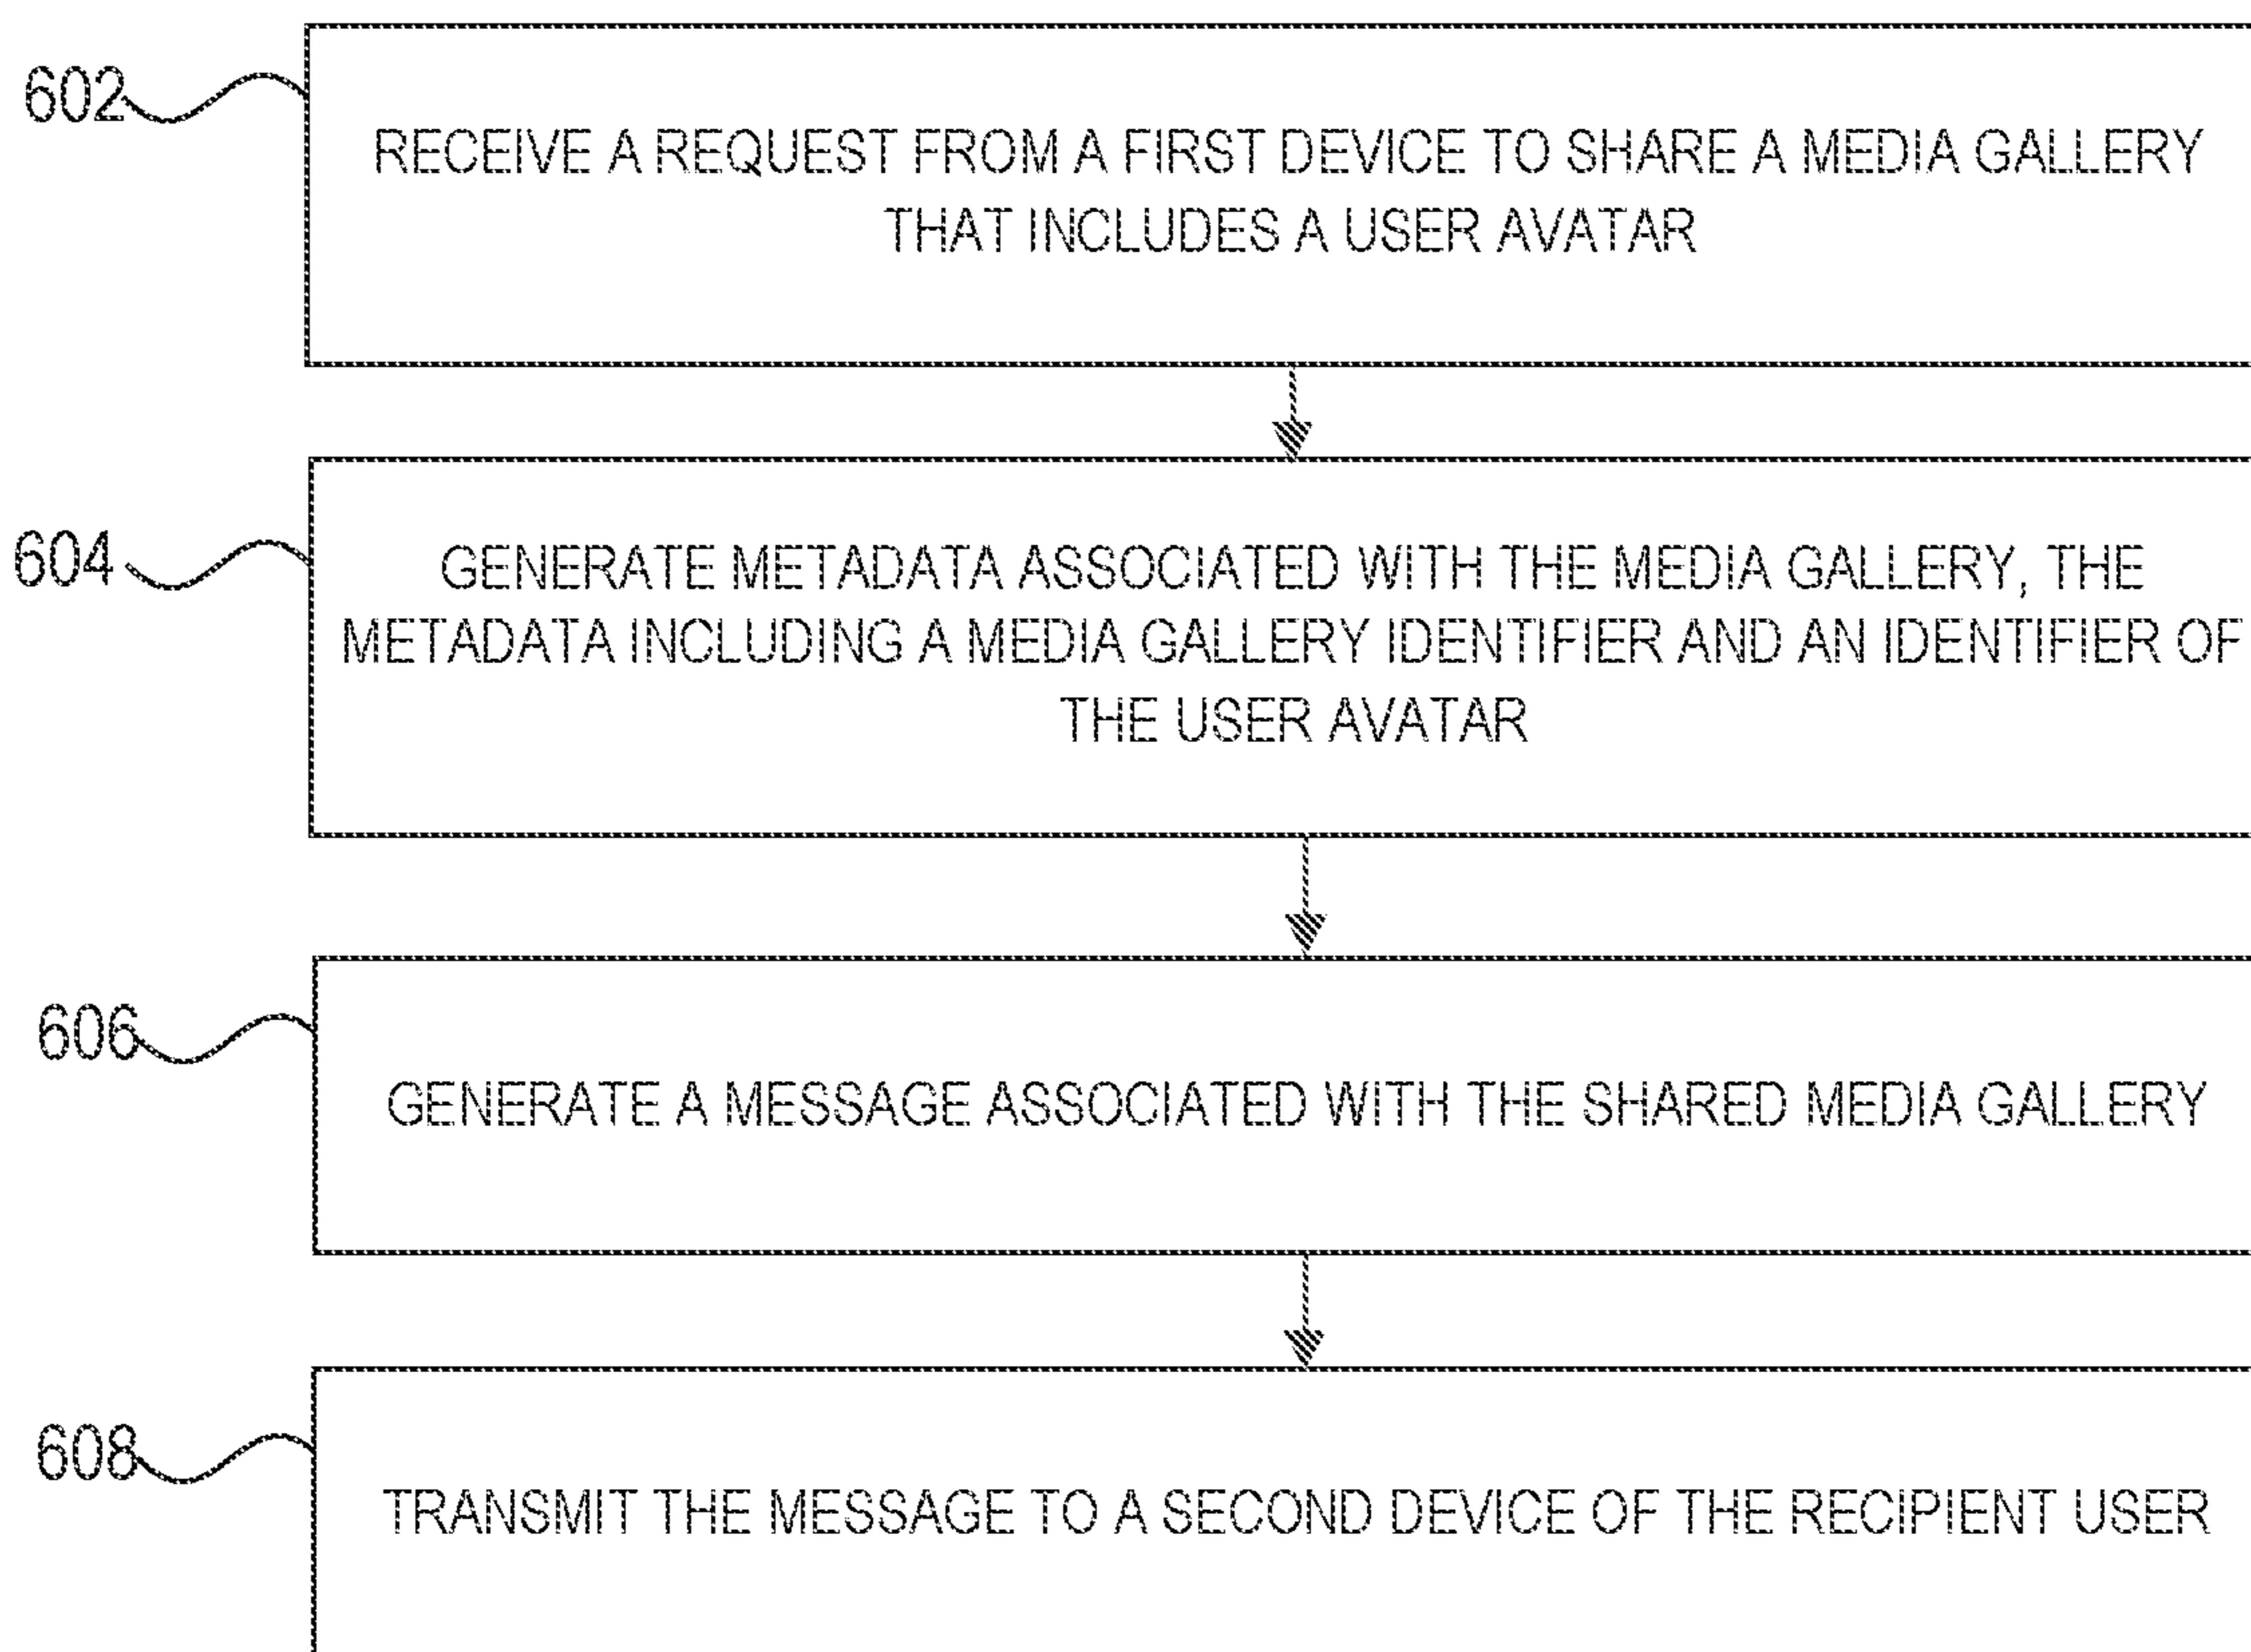 602
RECEIVE A REQUEST FROM A FIRST DEVICE TO SHARE A MEDIA GALLERY
THAT INCLUDES A USER AVATAR
604
GENERATE METADATA ASSOCIATED WITH THE MEDIA GALLERY, THE
METADATA INCLUDING A MEDIA GALLERY IDENTIFIER AND AN IDENTIFIER OF
THE USER AVATAR
606
GENERATE A MESSAGE ASSOCIATED WITH THE SHARED MEDIA GALLERY
608
TRANSMIT THE MESSAGE TO A SECOND DEVICE OF THE RECIPIENT USER